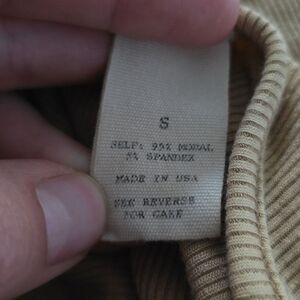 S
SELF: 95% MODAL
5% SPANDEX
MADE IN USA
SEE REVERSE
FOR CARE